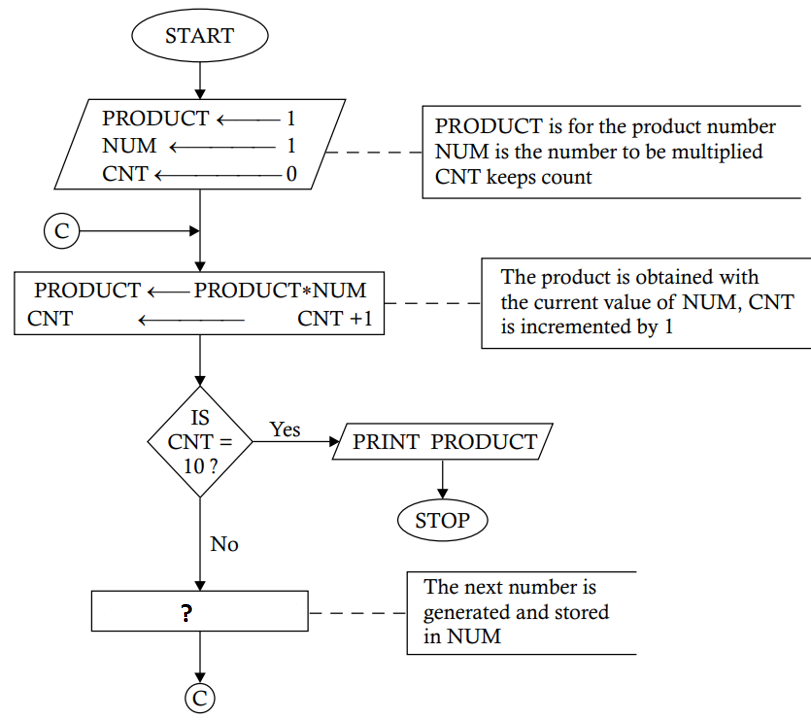 START
PRODUCT ← 1
NUM ← 1
CNT ← 0
PRODUCT is for the product number
NUM is the number to be multiplied
CNT keeps count
C
PRODUCT ← PRODUCT*NUM
CNT ← CNT +1
The product is obtained with
the current value of NUM, CNT
is incremented by 1
IS
CNT =
10 ?
Yes
PRINT PRODUCT
STOP
No
?
The next number is
generated and stored
in NUM
C